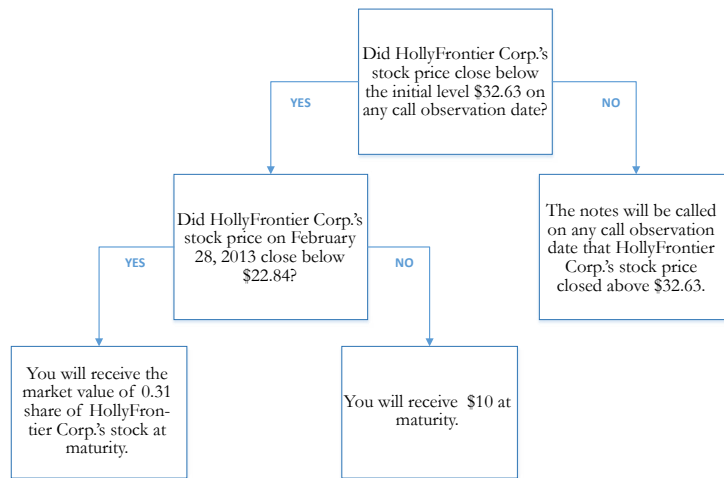 Did HollyFrontier Corp.'s
stock price close below
the initial level $32.63 on
any call observation date?
YES
NO
Did HollyFrontier Corp.'s
stock price on February
28, 2013 close below
$22.84?
The notes will be called
on any call observation
date that HollyFrontier
Corp.'s stock price
closed above $32.63.
YES
NO
You will receive the
market value of 0.31
share of HollyFron-
tier Corp.'s stock at
maturity.
You will receive $10 at
maturity.